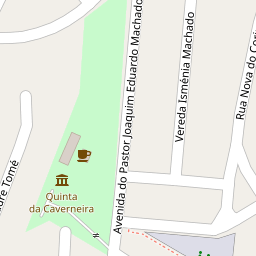 Avenida do Pastor Joaquim Eduardo Machado
Vereda Isménia Machado
Rua Nova do
Quinta
da Caverneira
Tomé